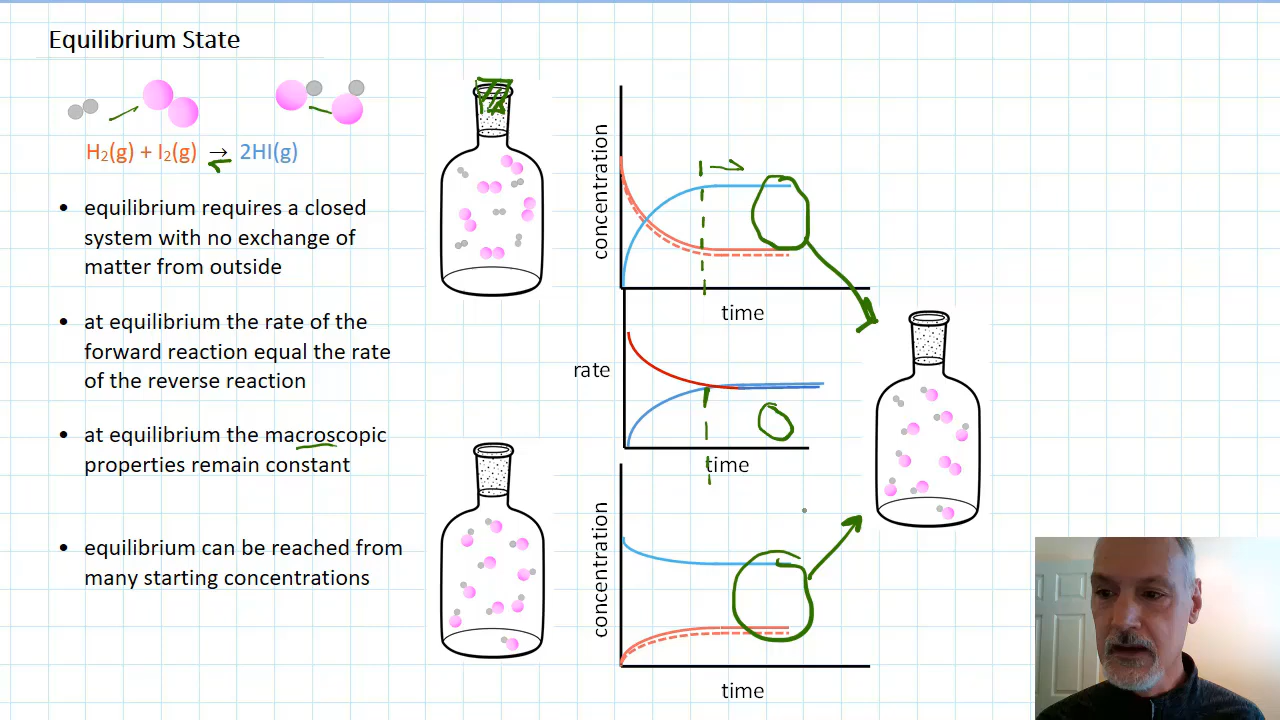 Equilibrium State
H₂(g) + I₂(g) → 2HI(g)
• equilibrium requires a closed
system with no exchange of
matter from outside
• at equilibrium the rate of the
forward reaction equal the rate
of the reverse reaction
• at equilibrium the macroscopic
properties remain constant
• equilibrium can be reached from
many starting concentrations
concentration
time
rate
time
concentration
time